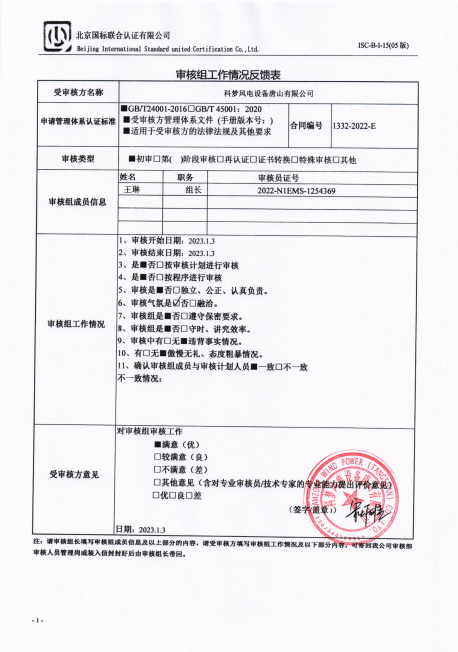 北京国标联合认证有限公司
Beijing International Standard united Certification Co.,Ltd.
ISC-B-I-15(05 版)
审核组工作情况反馈表
受审核方名称
科梦风电设备唐山有限公司
申请管理体系认证标准
■GB/T24001-2016□GB/T 45001：2020
■受审核方管理体系文件 (手册版本号：)
■适用于受审核方的法律法规及其他要求
合同编号
1332-2022-E
审核类型
■初审□第( )阶段审核□再认证□证书转换□特殊审核□其他
审核组成员信息
姓名 职务 审核员证号
王琳 组长 2022-N1EMS-1254369
审核组工作情况
1、审核开始日期：2023.1.3
2、审核结束日期：2023.1.3
3、是■否□按审核计划进行审核
4、是■否□按程序进行审核
5、审核是■否□独立、公正、认真负责。
6、审核气氛是☑否□融洽。
7、审核组是■否□遵守保密要求。
8、审核组是■否□守时、讲究效率。
9、审核中有□无■违背事实情况。
10、有□无■傲慢无礼、态度粗暴情况。
11、确认审核组成员与审核计划人员■一致□不一致
不一致情况：
受审核方意见
对审核组审核工作
■满意（优）
□较满意（良）
□不满意（差）
□其他意见（含对专业审核员/技术专家的专业能力提出评价意见）
□优□良□差
（签字/盖章）：
日期：2023.1.3
注：请审核组长填写审核组成员信息及以上部分的内容，请受审核方填写审核组工作情况及以下部分内容，可寄回我公司审核部
审核人员管理岗或装入信封封好后由审核组长带回。
- 1 -